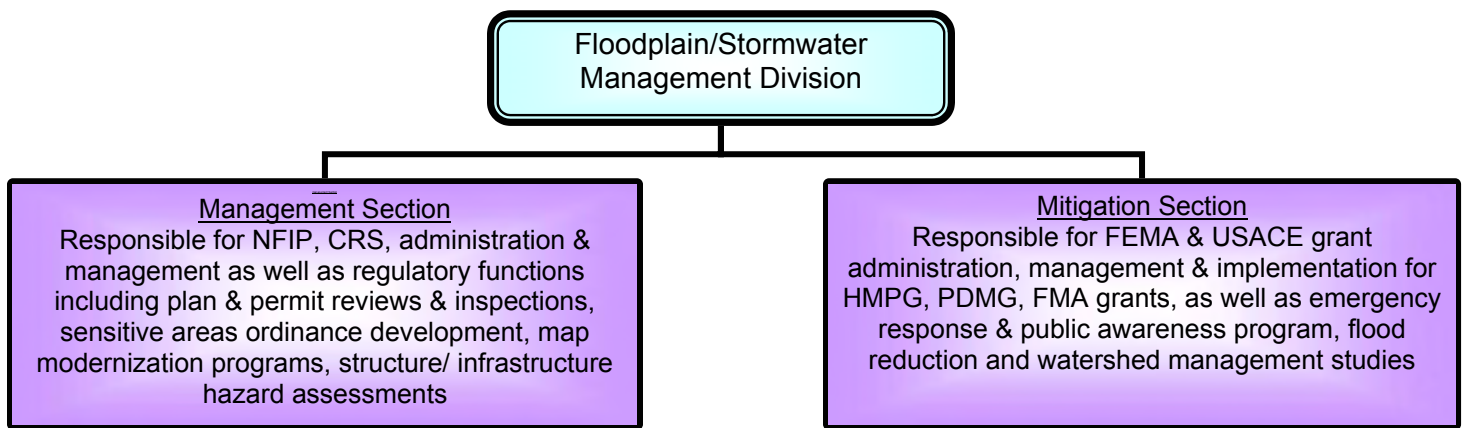 Floodplain/Stormwater
Management Division
Management Section
Responsible for NFIP, CRS, administration &
management as well as regulatory functions
including plan & permit reviews & inspections,
sensitive areas ordinance development, map
modernization programs, structure/ infrastructure
hazard assessments
Mitigation Section
Responsible for FEMA & USACE grant
administration, management & implementation for
HMPG, PDMG, FMA grants, as well as emergency
response & public awareness program, flood
reduction and watershed management studies